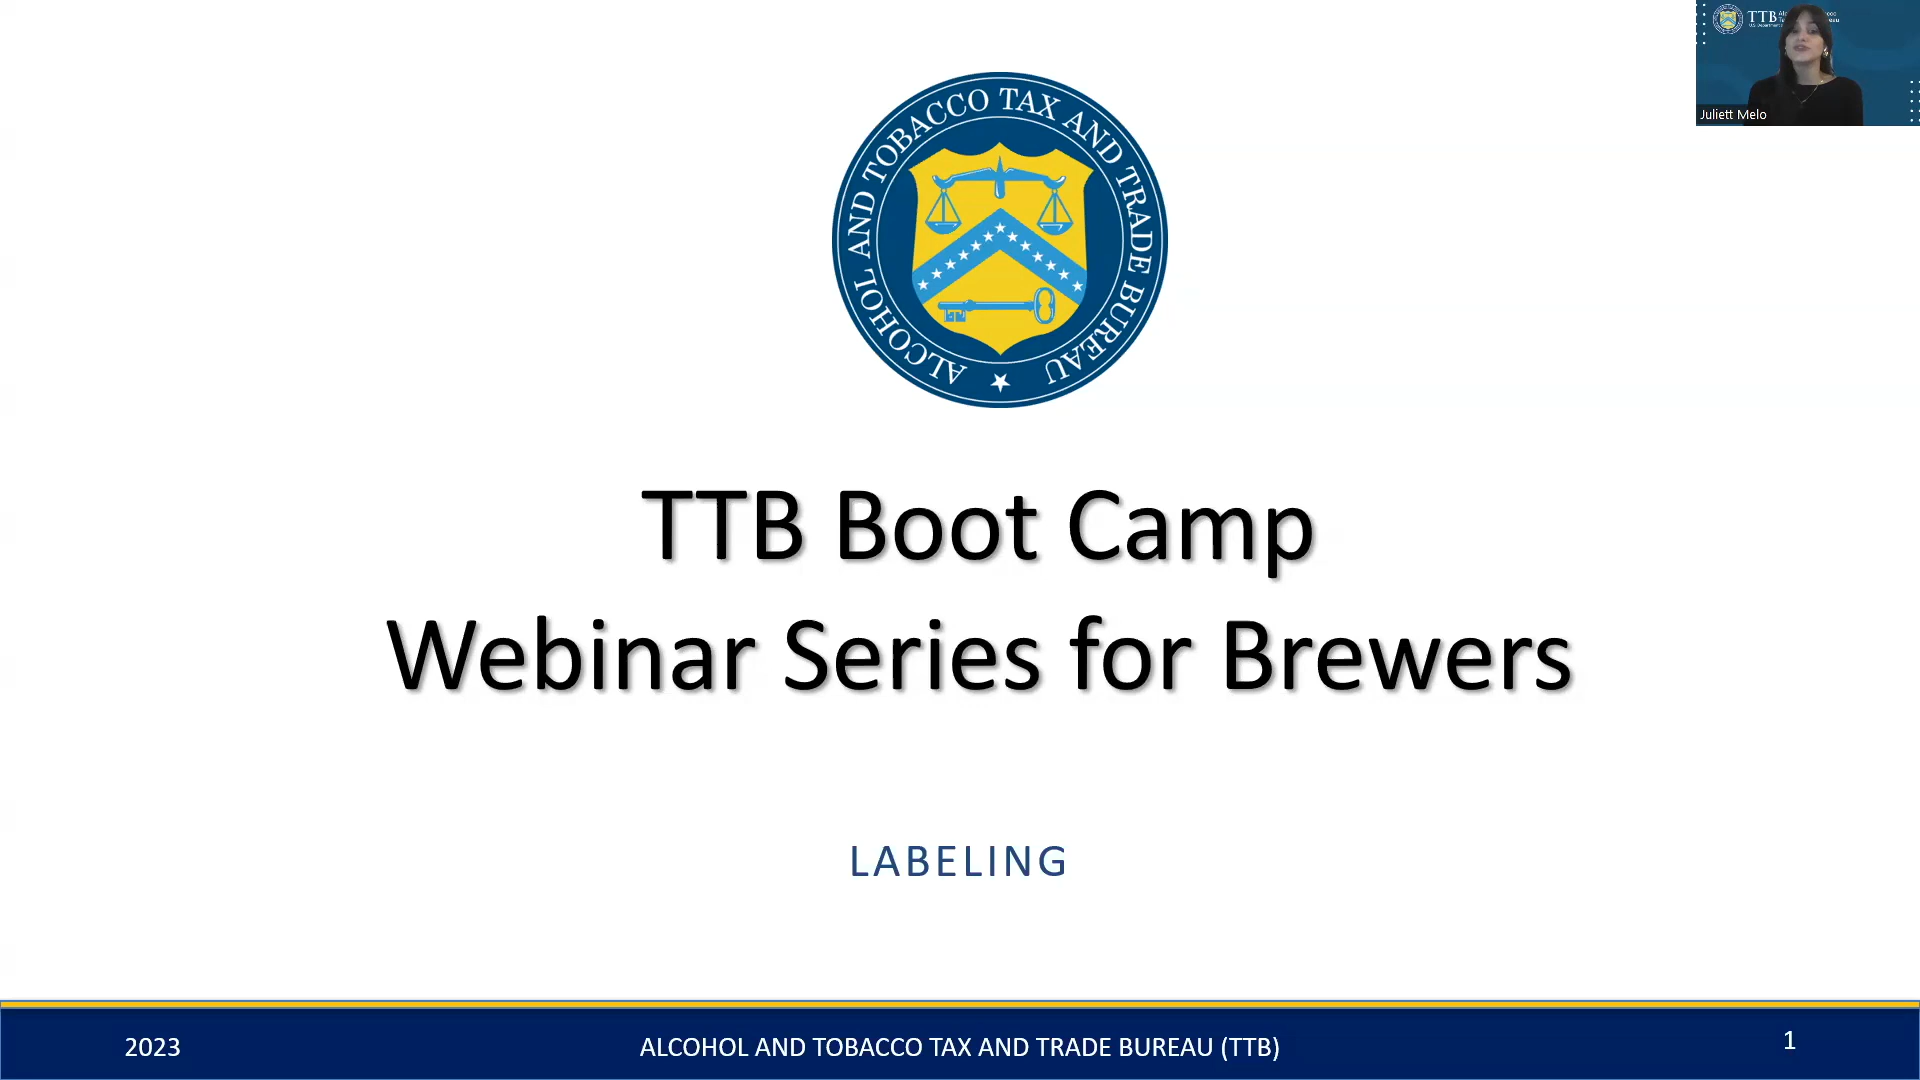 TTB
Juliett Melo
ALCOHOL AND TOBACCO TAX AND TRADE BUREAU
TTB Boot Camp
Webinar Series for Brewers
LABELING
2023
ALCOHOL AND TOBACCO TAX AND TRADE BUREAU (TTB)
1